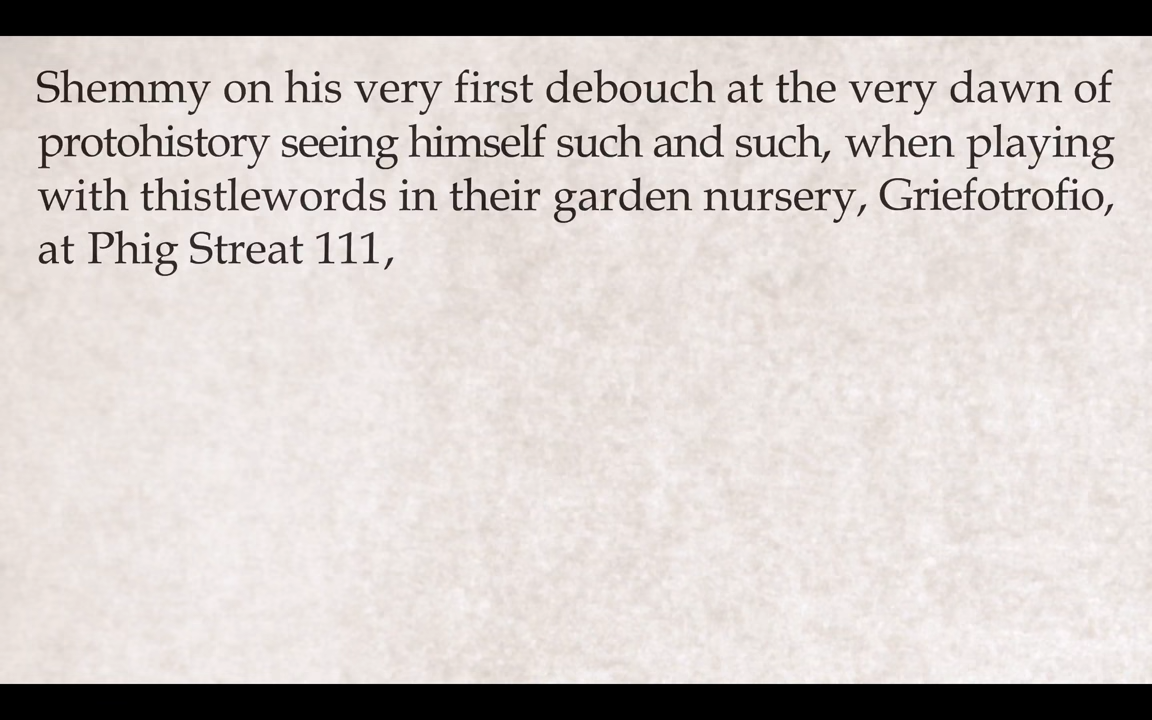 Shemmy on his very first debouch at the very dawn of
protohistory seeing himself such and such, when playing
with thistlewords in their garden nursery, Griefotrofio,
at Phig Streat 111,